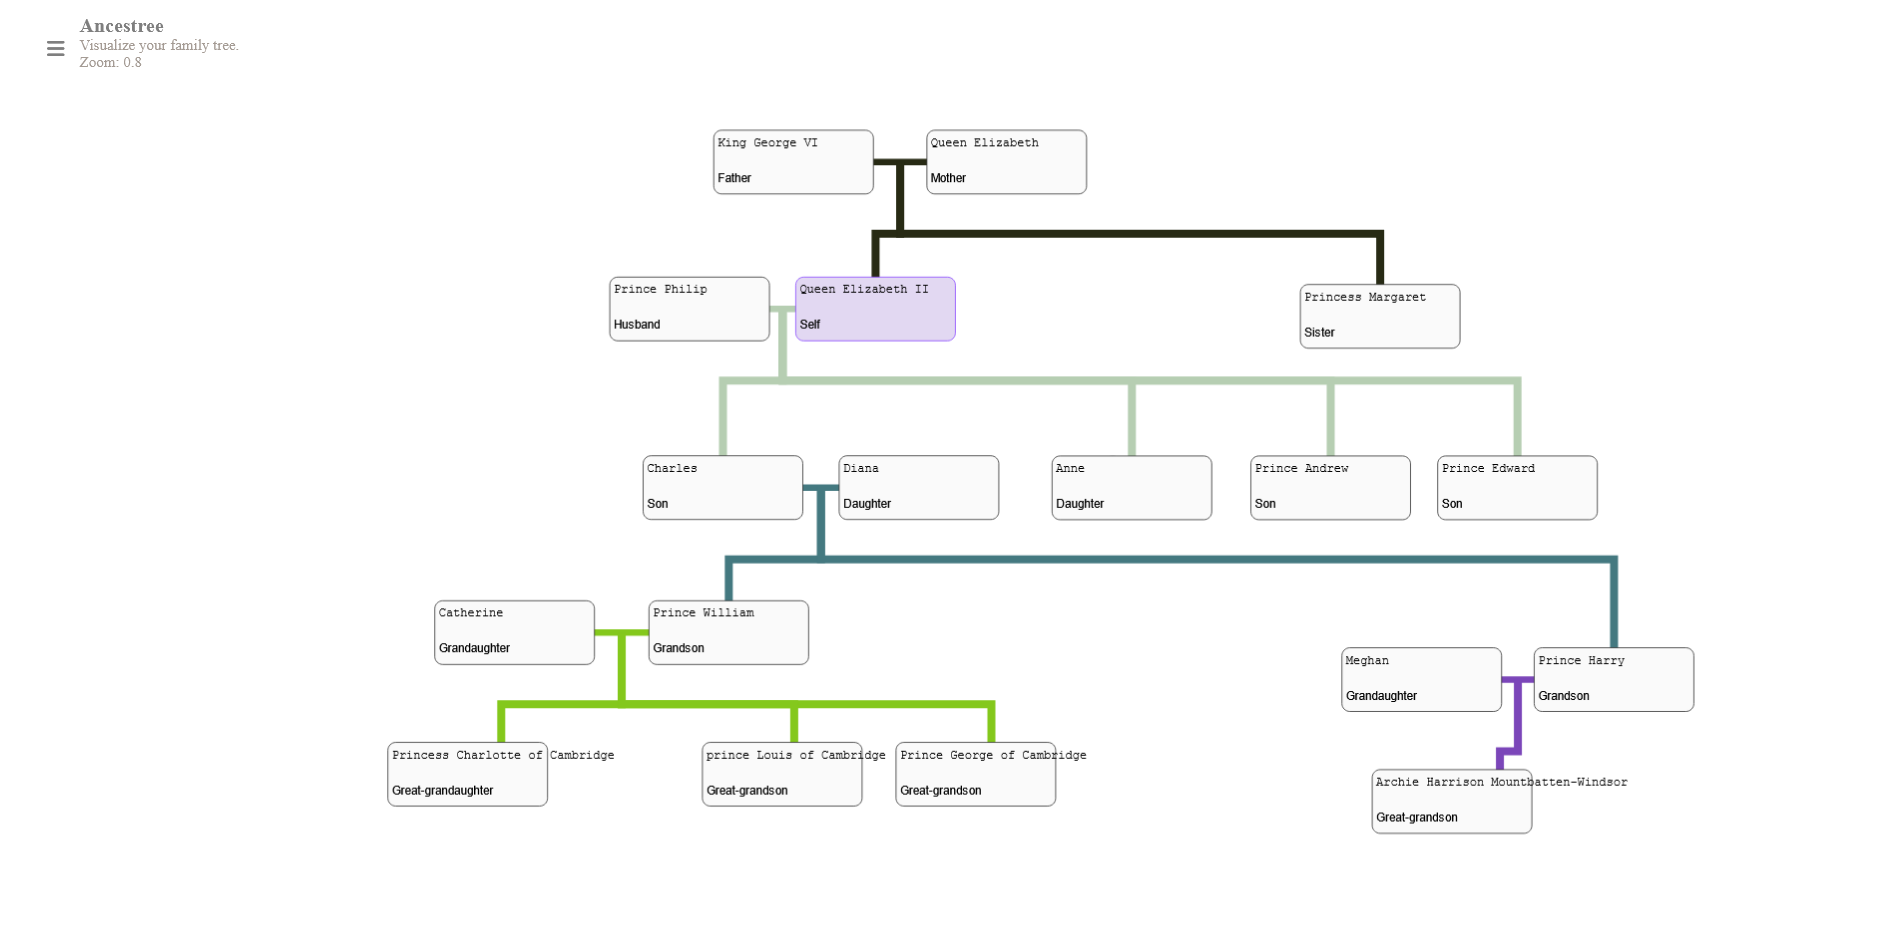 Ancestree
Visualize your family tree.
Zoom: 0.8
King George VI
Father
Queen Elizabeth
Mother
Prince Philip
Husband
Queen Elizabeth II
Self
Princess Margaret
Sister
Charles
Son
Diana
Daughter
Anne
Daughter
Prince Andrew
Son
Prince Edward
Son
Catherine
Grandaughter
Prince William
Grandson
Meghan
Grandaughter
Prince Harry
Grandson
Princess Charlotte of Cambridge
Great-grandaughter
prince Louis of Cambridge
Great-grandson
Prince George of Cambridge
Great-grandson
Archie Harrison Mountbatten-Windsor
Great-grandson